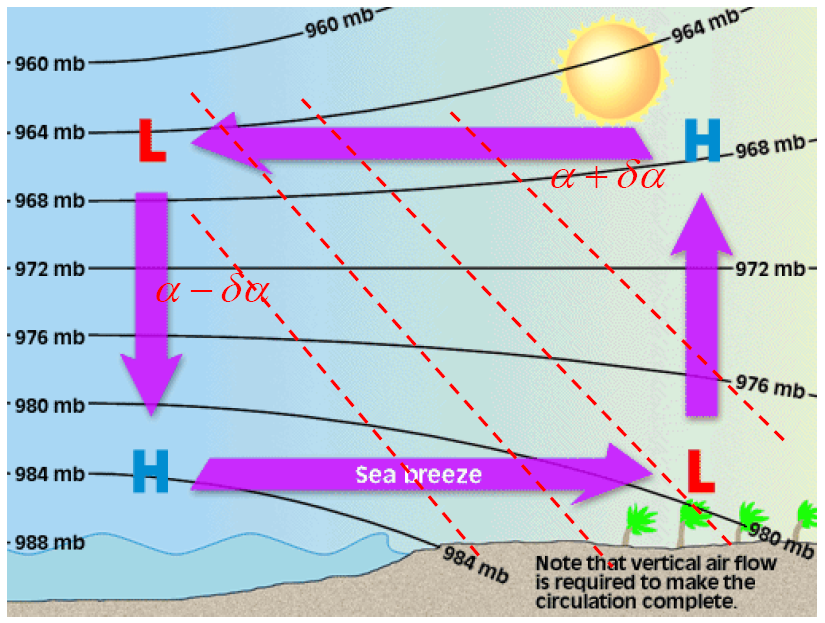 960 mb
964 mb
960 mb
964 mb
L
H
968 mb
α + δα
968 mb
972 mb
972 mb
α − δα
976 mb
976 mb
980 mb
984 mb
H
Sea breeze
L
988 mb
980 mb
984 mb
Note that vertical air flow
is required to make the
circulation complete.